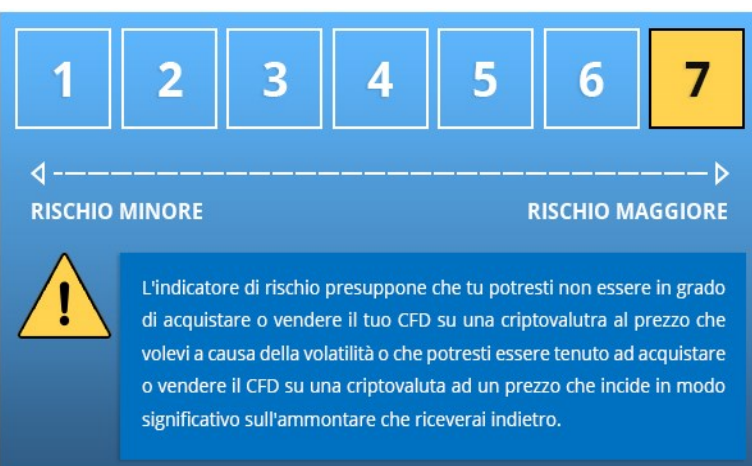 1 2 3 4 5 6 7
RISCHIO MINORE RISCHIO MAGGIORE
!
L'indicatore di rischio presuppone che tu potresti non essere in grado
di acquistare o vendere il tuo CFD su una criptovalutra al prezzo che
volevi a causa della volatilità o che potresti essere tenuto ad acquistare
o vendere il CFD su una criptovaluta ad un prezzo che incide in modo
significativo sull'ammontare che riceverai indietro.